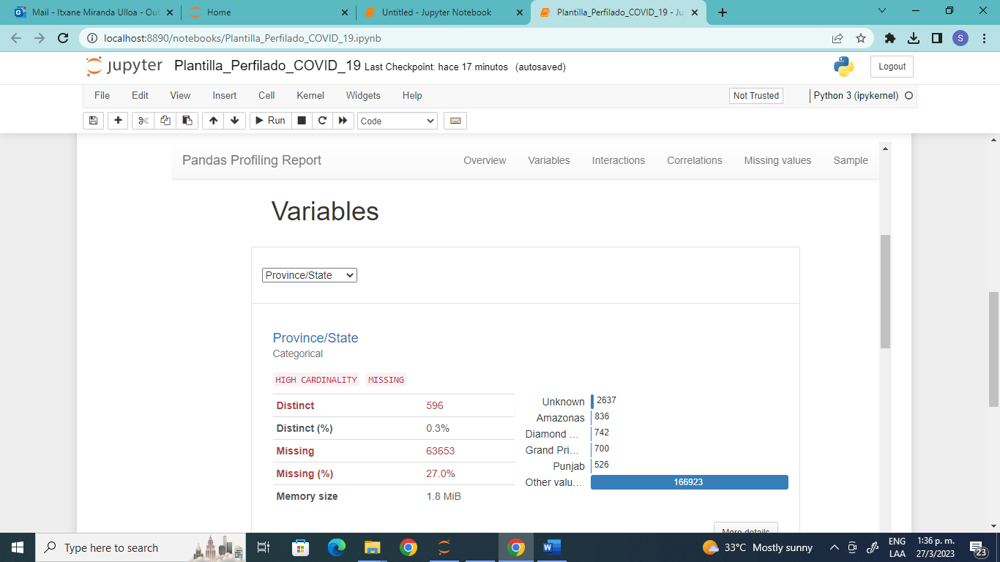 Mail - Itxane Miranda Ulloa - Out
Home
Untitled - Jupyter Notebook
Plantilla_Perfilado_COVID_19 - Ju
localhost:8890/notebooks/Plantilla_Perfilado_COVID_19.ipynb
S
jupyter Plantilla_Perfilado_COVID_19 Last Checkpoint: hace 17 minutos (autosaved)
Logout
File Edit View Insert Cell Kernel Widgets Help
Not Trusted
Python 3 (ipykernel)
Run
Code
Pandas Profiling Report
Overview Variables Interactions Correlations Missing values Sample
Variables
Province/State
Province/State
Categorical
HIGH CARDINALITY MISSING
Distinct 596
Distinct (%) 0.3%
Missing 63653
Missing (%) 27.0%
Memory size 1.8 MiB
Unknown 2637
Amazonas 836
Diamond ... 742
Grand Pri... 700
Punjab 526
Other valu... 166923
More details
Type here to search
33°C Mostly sunny
ENG
LAA
1:36 p. m.
27/3/2023
23